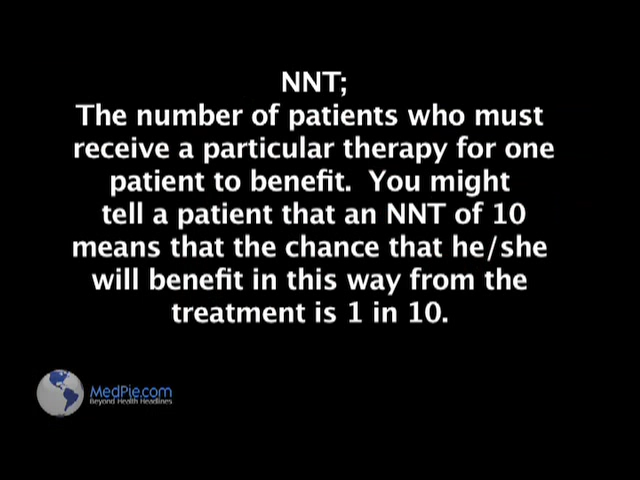 NNT;
The number of patients who must
receive a particular therapy for one
patient to benefit.  You might
tell a patient that an NNT of 10
means that the chance that he/she
will benefit in this way from the
treatment is 1 in 10.
MedPie.com
Beyond Health Headlines